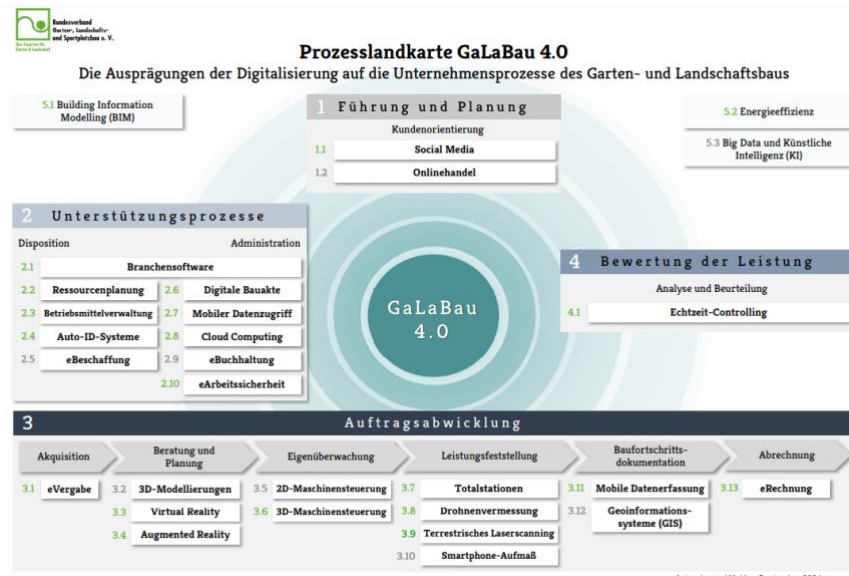 Bundesverband
Garten-, Landschafts-
und Sportplatzbau e. V.
Ihre Experten für
Garten & Landschaft
Prozesslandkarte GaLaBau 4.0
Die Ausprägungen der Digitalisierung auf die Unternehmensprozesse des Garten- und Landschaftsbaus
5.1 Building Information
Modelling (BIM)
1 Führung und Planung
Kundenorientierung
1.1 Social Media
1.2 Onlinehandel
5.2 Energieeffizienz
5.3 Big Data und Künstliche
Intelligenz (KI)
2 Unterstützungsprozesse
Disposition Administration
2.1 Branchensoftware
2.2 Ressourcenplanung 2.6 Digitale Bauakte
2.3 Betriebsmittelverwaltung 2.7 Mobiler Datenzugriff
2.4 Auto-ID-Systeme 2.8 Cloud Computing
2.5 eBeschaffung 2.9 eBuchhaltung
2.10 eArbeitssicherheit
GaLaBau
4.0
4 Bewertung der Leistung
Analyse und Beurteilung
4.1 Echtzeit-Controlling
3 Auftragsabwicklung
Akquisition
3.1 eVergabe
Beratung und
Planung
3.2 3D-Modellierungen
3.3 Virtual Reality
3.4 Augmented Reality
Eigenüberwachung
3.5 2D-Maschinensteuerung
3.6 3D-Maschinensteuerung
Leistungsfeststellung
3.7 Totalstationen
3.8 Drohnenvermessung
3.9 Terrestrisches Laserscanning
3.10 Smartphone-Aufmaß
Baufortschritts-
dokumentation
3.11 Mobile Datenerfassung
3.12 Geoinformations-
systeme (GIS)
Abrechnung
3.13 eRechnung